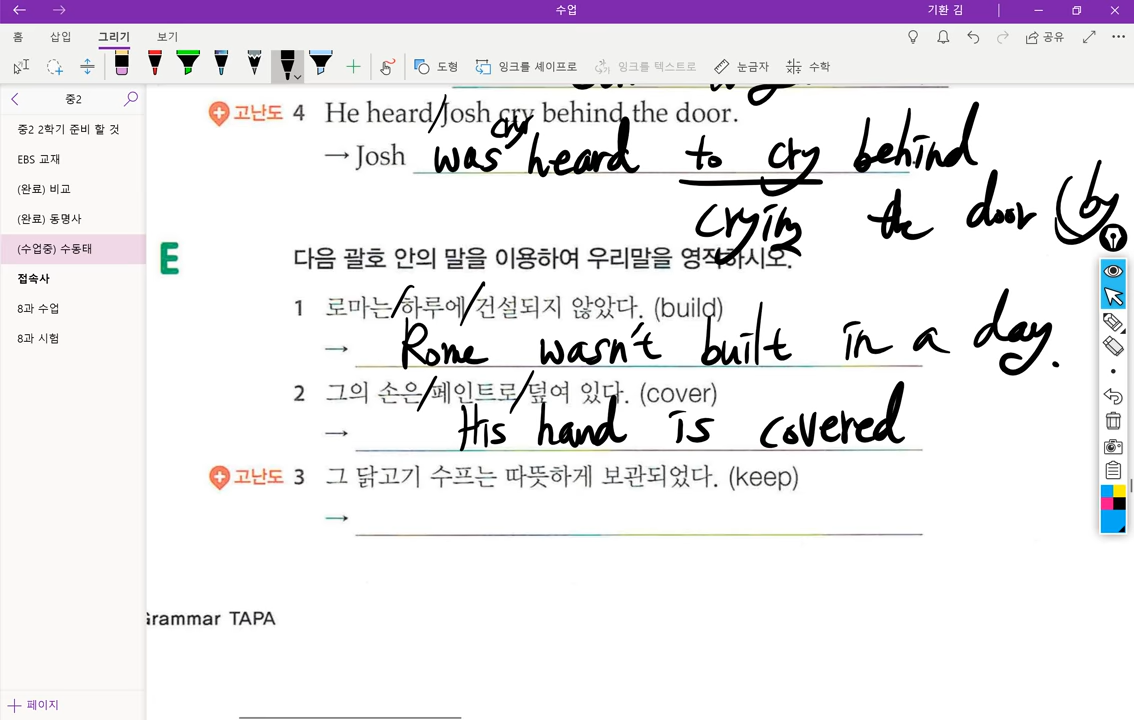 수업
기환 김
홈 삽입 그리기 보기
공유
도형 잉크를 셰이프로 잉크를 텍스트로 눈금자 수학
중2
중2 2학기 준비 할 것
EBS 교재
(완료) 비교
(완료) 동명사
(수업중) 수동태
접속사
8과 수업
8과 시험
페이지
고난도 4 He heard/Josh cry behind the door.
cry
→ Josh was heard to cry behind
crying the door (by
E 다음 괄호 안의 말을 이용하여 우리말을 영작하시오.
1 로마는/하루에/건설되지 않았다. (build)
→ Rome wasn't built in a day.
2 그의 손은/페인트로/덮여 있다. (cover)
→ His hand is covered
고난도 3 그 닭고기 수프는 따뜻하게 보관되었다. (keep)
→
Grammar TAPA